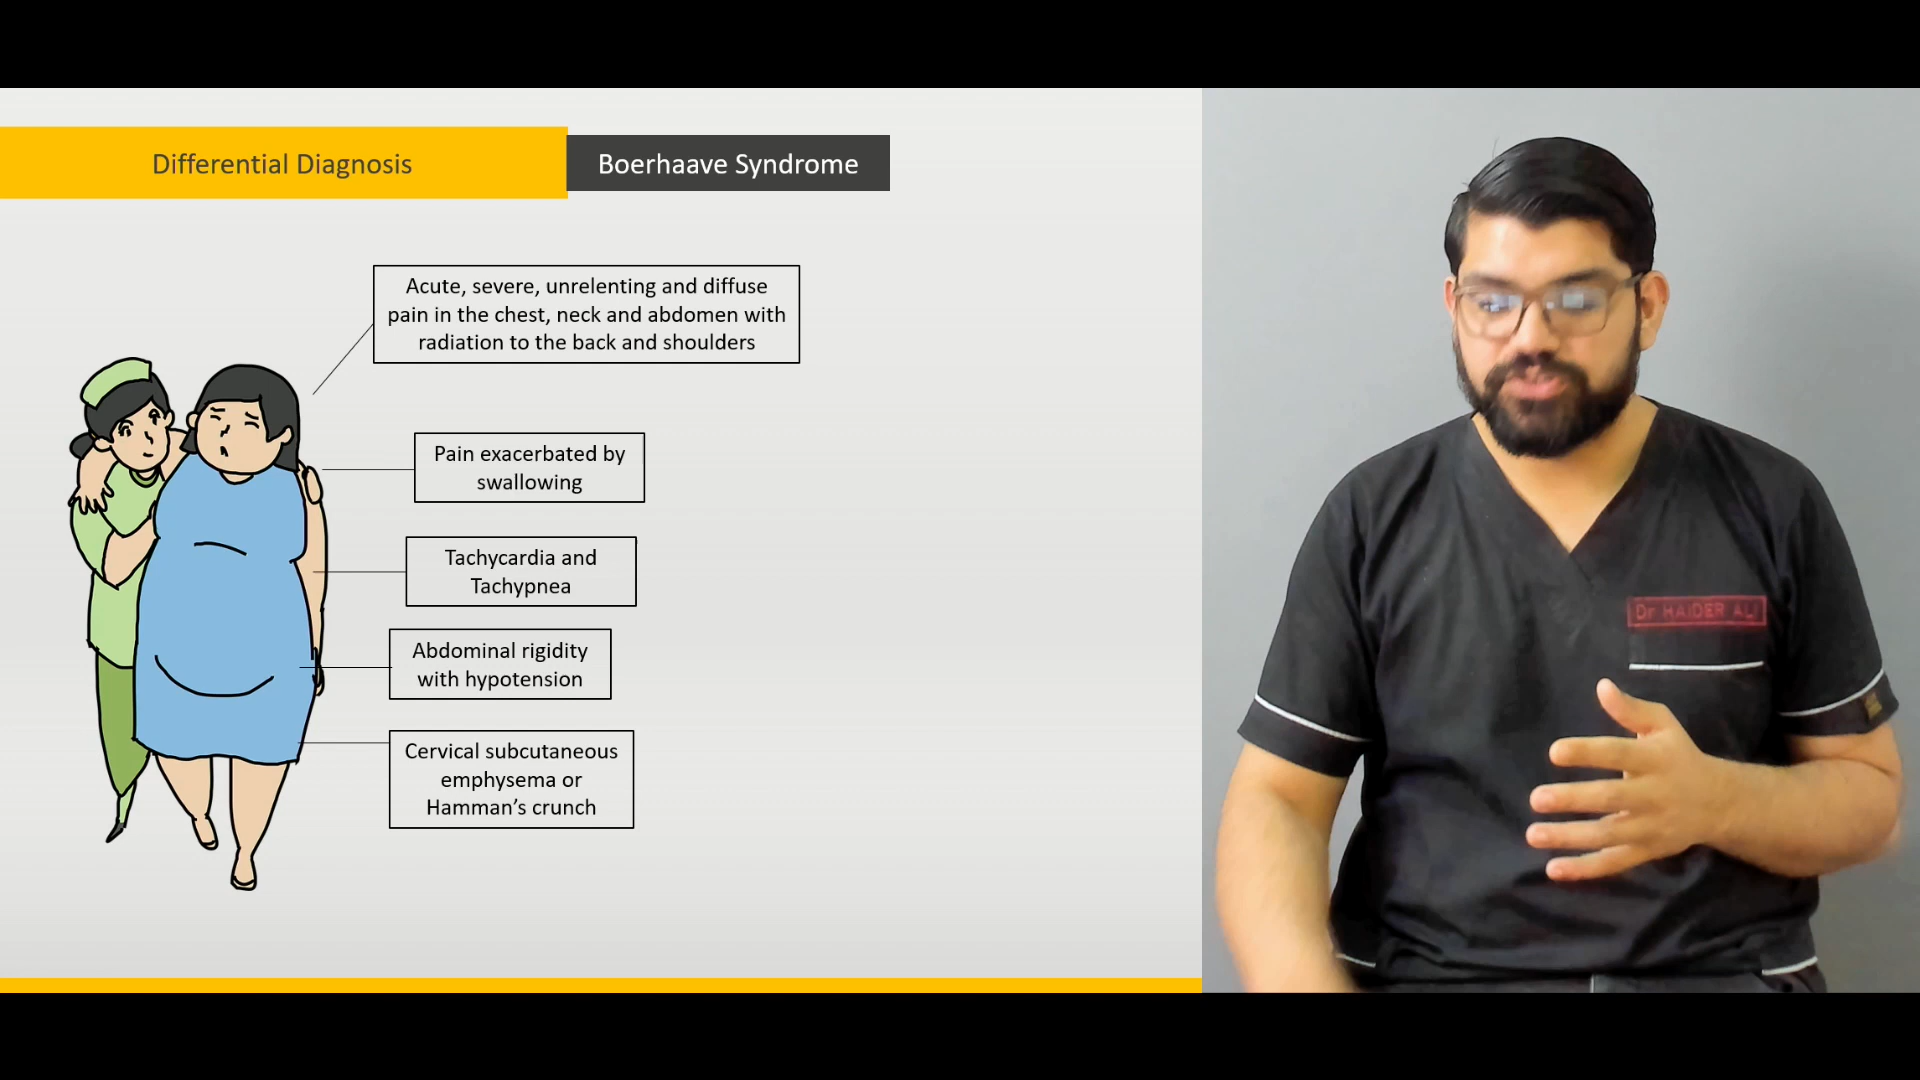 Differential Diagnosis
Boerhaave Syndrome
Acute, severe, unrelenting and diffuse
pain in the chest, neck and abdomen with
radiation to the back and shoulders
Pain exacerbated by
swallowing
Tachycardia and
Tachypnea
Abdominal rigidity
with hypotension
Cervical subcutaneous
emphysema or
Hamman’s crunch
Dr HAIDER ALI